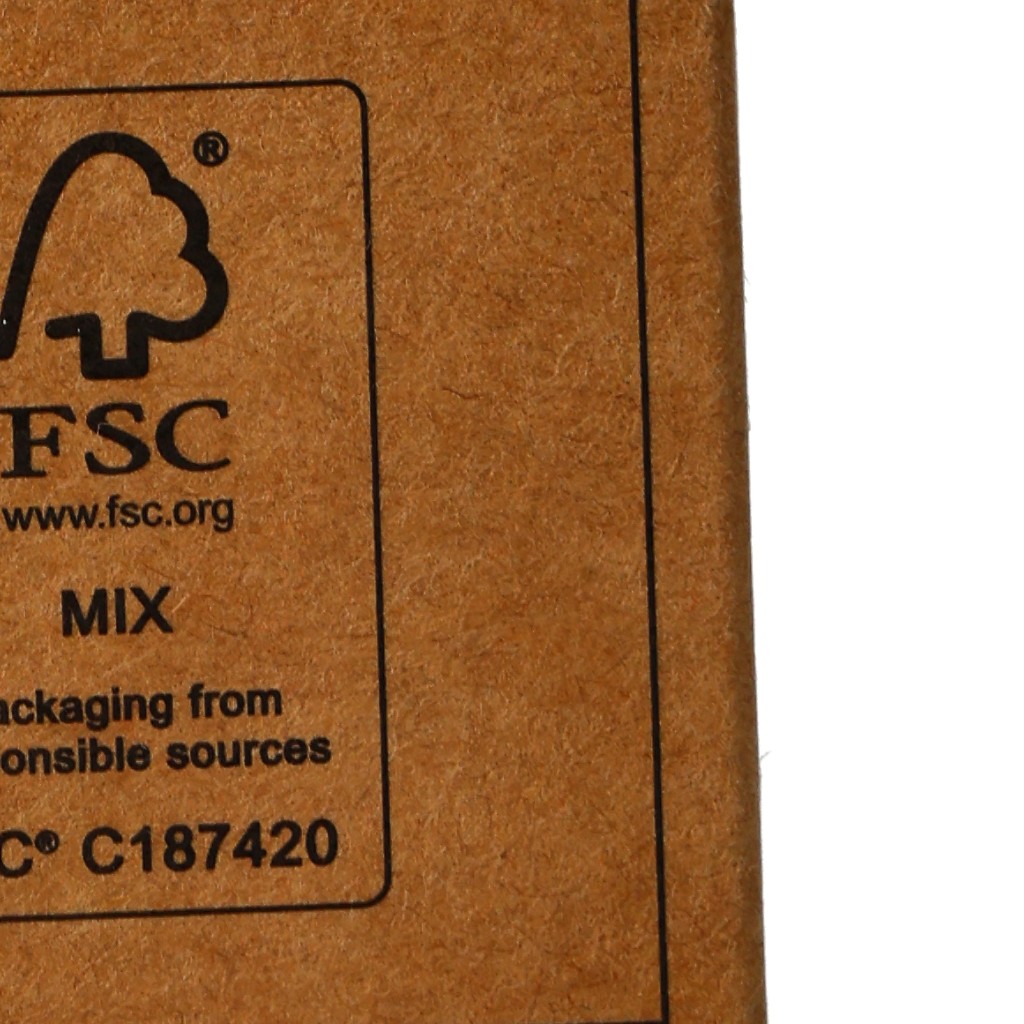 ®
FSC
www.fsc.org
MIX
ackaging from
onsible sources
C® C187420